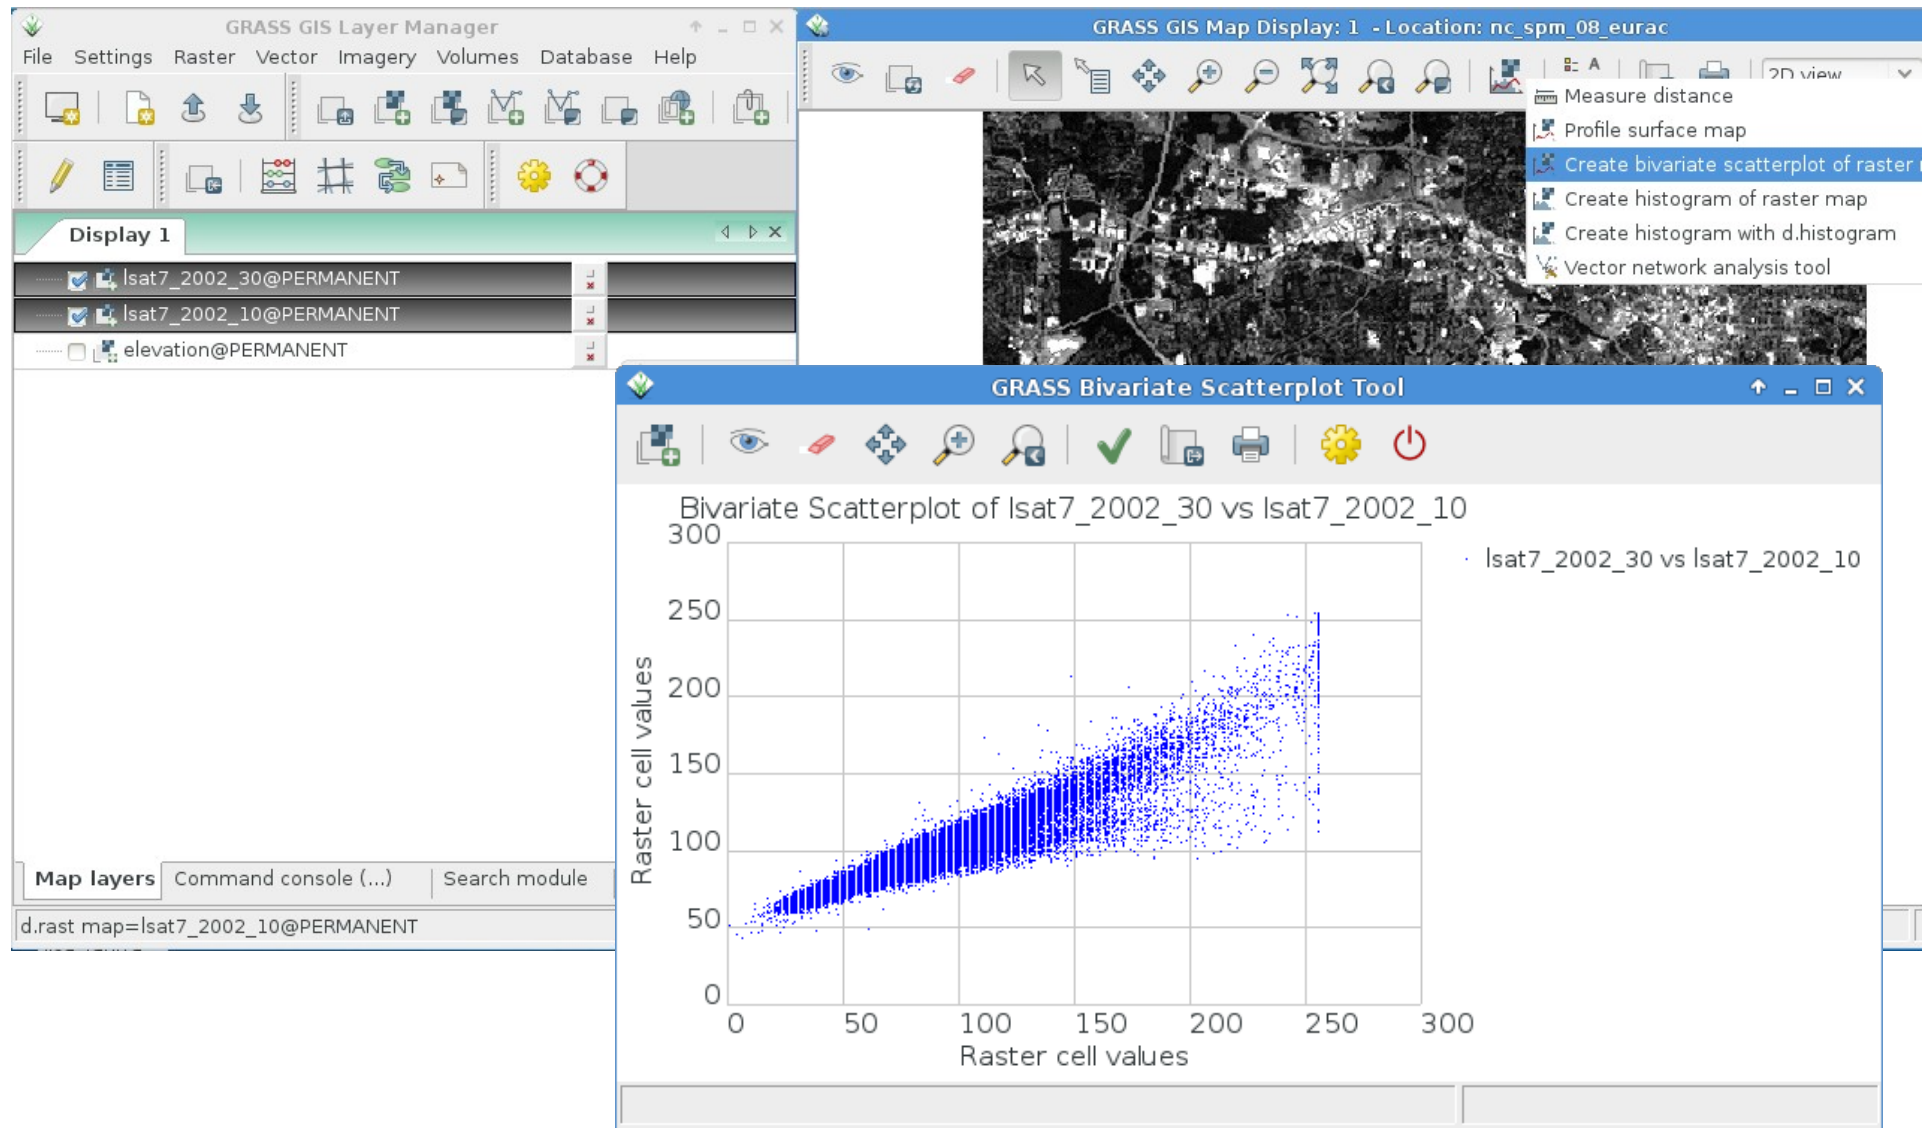 GRASS GIS Layer Manager
File Settings Raster Vector Imagery Volumes Database Help
Display 1
lsat7_2002_30@PERMANENT
lsat7_2002_10@PERMANENT
elevation@PERMANENT
Map layers Command console (...) Search module
d.rast map=lsat7_2002_10@PERMANENT
GRASS GIS Map Display: 1 - Location: nc_spm_08_eurac
A
2D view
Measure distance
Profile surface map
Create bivariate scatterplot of raster
Create histogram of raster map
Create histogram with d.histogram
Vector network analysis tool
GRASS Bivariate Scatterplot Tool
Bivariate Scatterplot of lsat7_2002_30 vs lsat7_2002_10
lsat7_2002_30 vs lsat7_2002_10
300
250
200
150
100
50
0
Raster cell values
0 50 100 150 200 250 300
Raster cell values